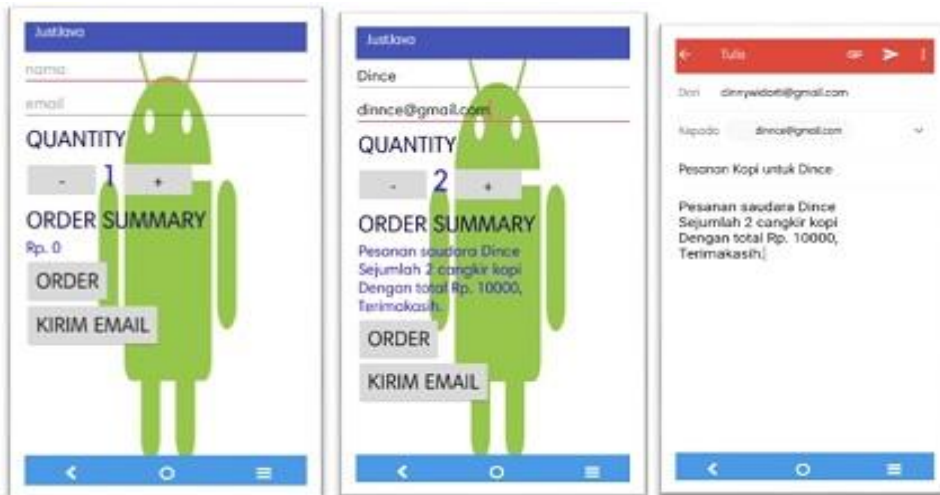 JustJava
nama
email
QUANTITY
- 1 +
ORDER SUMMARY
Rp. 0
ORDER
KIRIM EMAIL
JustJava
Dince
dinnce@gmail.com
QUANTITY
- 2 +
ORDER SUMMARY
Pesanan saudara Dince
Sejumlah 2 cangkir kopi
Dengan total Rp. 10000,
Terimakasih.
ORDER
KIRIM EMAIL
Tulis
Dari dinnywidorti@gmail.com
Kepada dinnce@gmail.com
Pesanan Kopi untuk Dince
Pesanan saudara Dince
Sejumlah 2 cangkir kopi
Dengan total Rp. 10000,
Terimakasih.